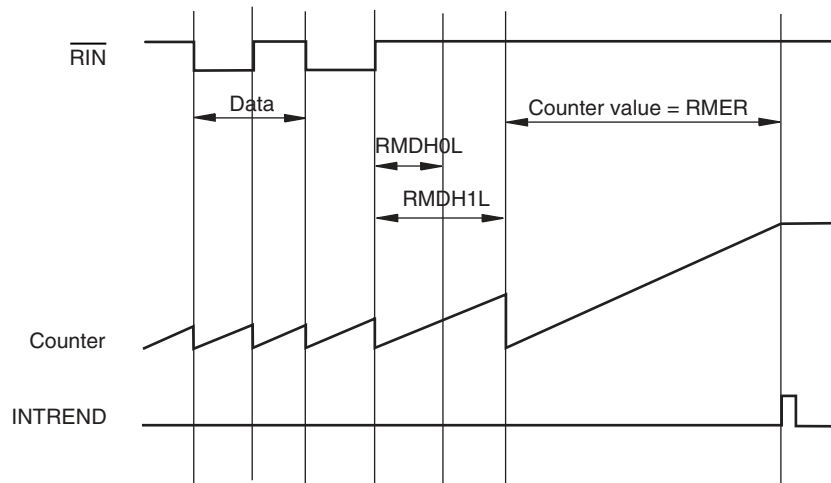 RIN
Data
Counter value = RMER
RMDH0L
RMDH1L
Counter
INTREND